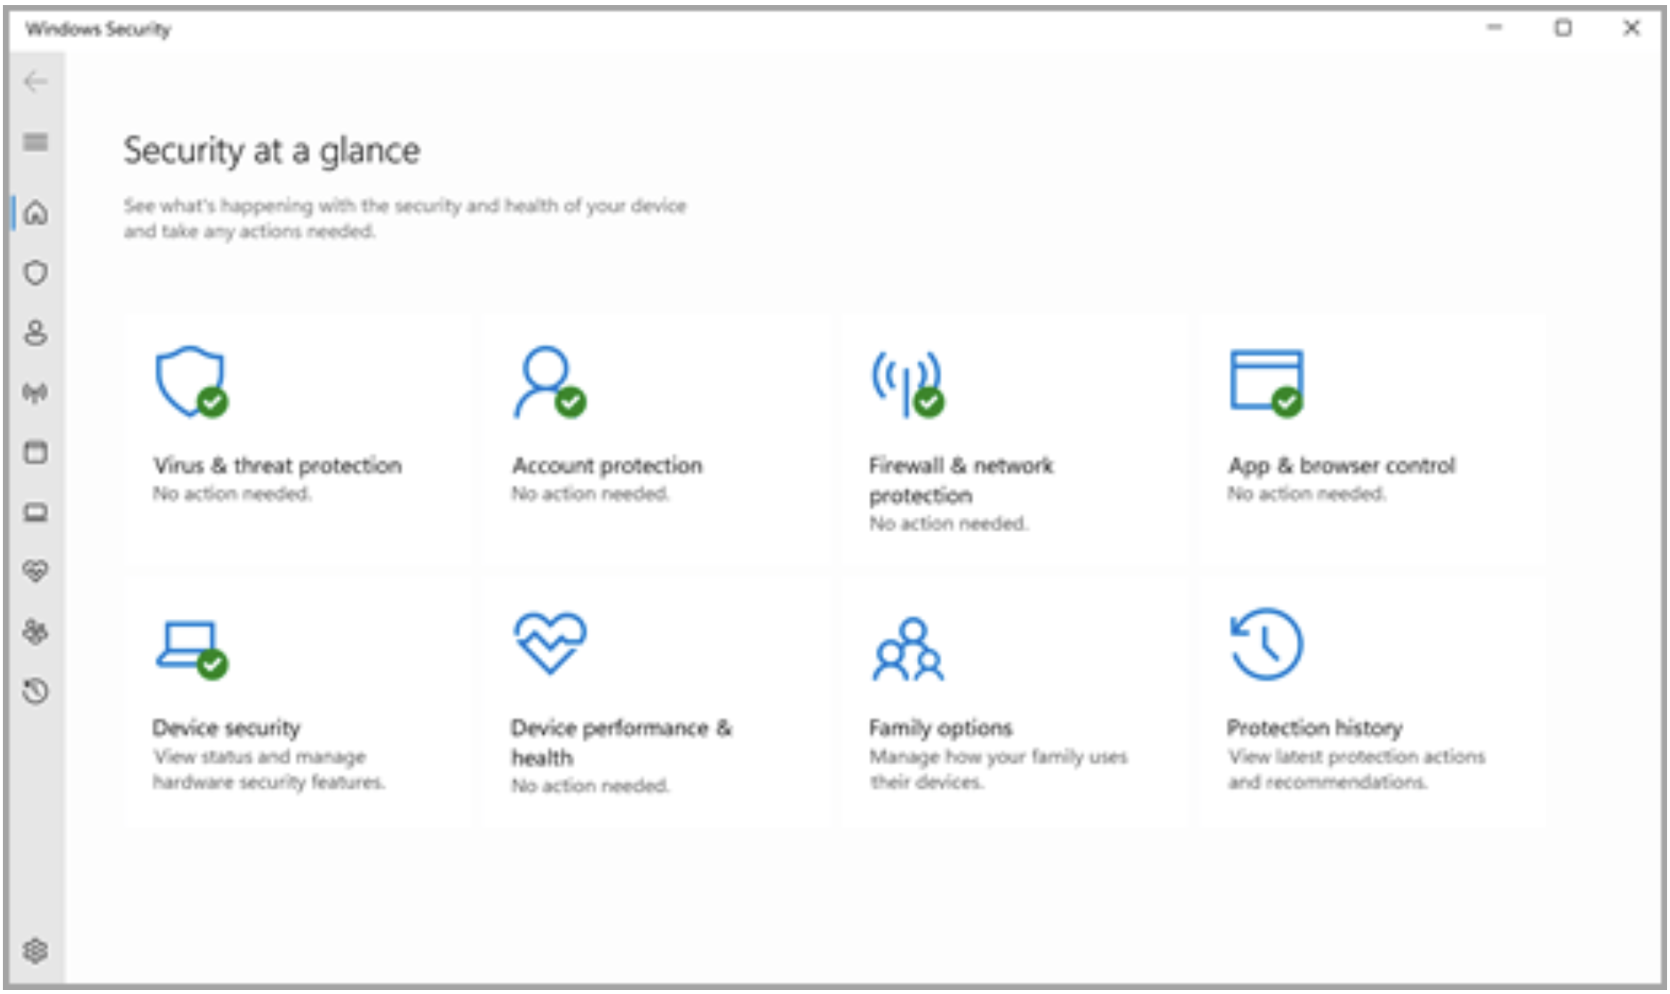 Windows Security
Security at a glance
See what's happening with the security and health of your device
and take any actions needed.
Virus & threat protection
No action needed.
Account protection
No action needed.
Firewall & network
protection
No action needed.
App & browser control
No action needed.
Device security
View status and manage
hardware security features.
Device performance &
health
No action needed.
Family options
Manage how your family uses
their devices.
Protection history
View latest protection actions
and recommendations.